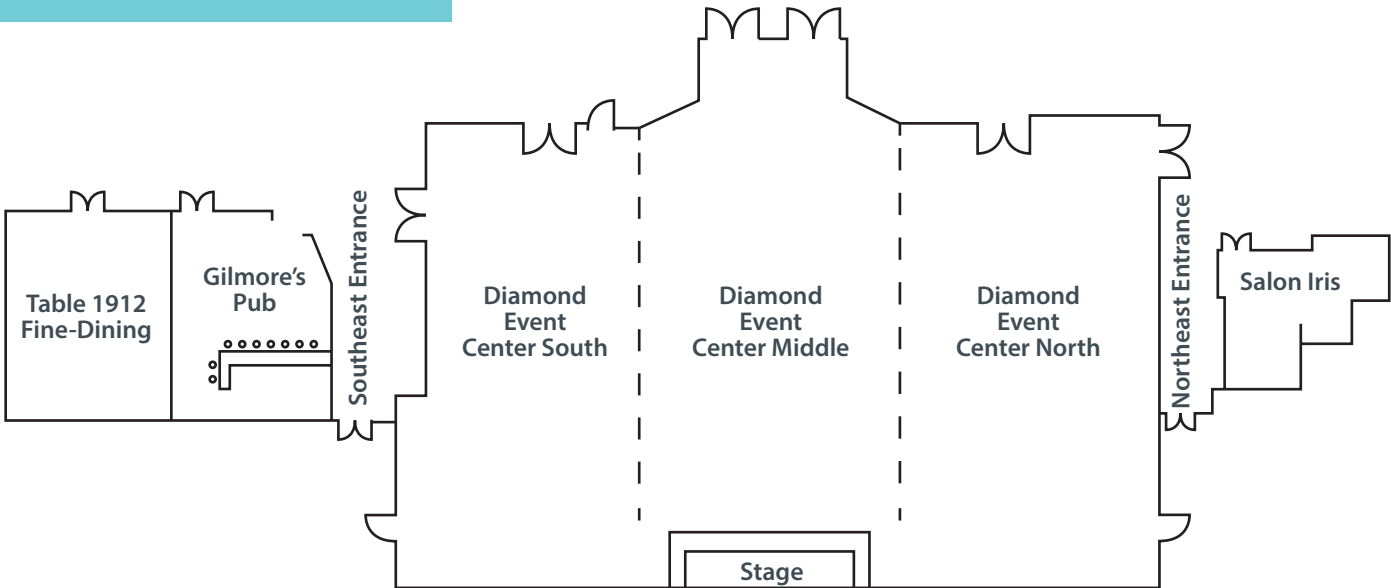 Table 1912
Fine-Dining
Gilmore’s
Pub
Southeast Entrance
Diamond
Event
Center South
Diamond
Event
Center Middle
Diamond
Event
Center North
Northeast Entrance
Salon Iris
Stage